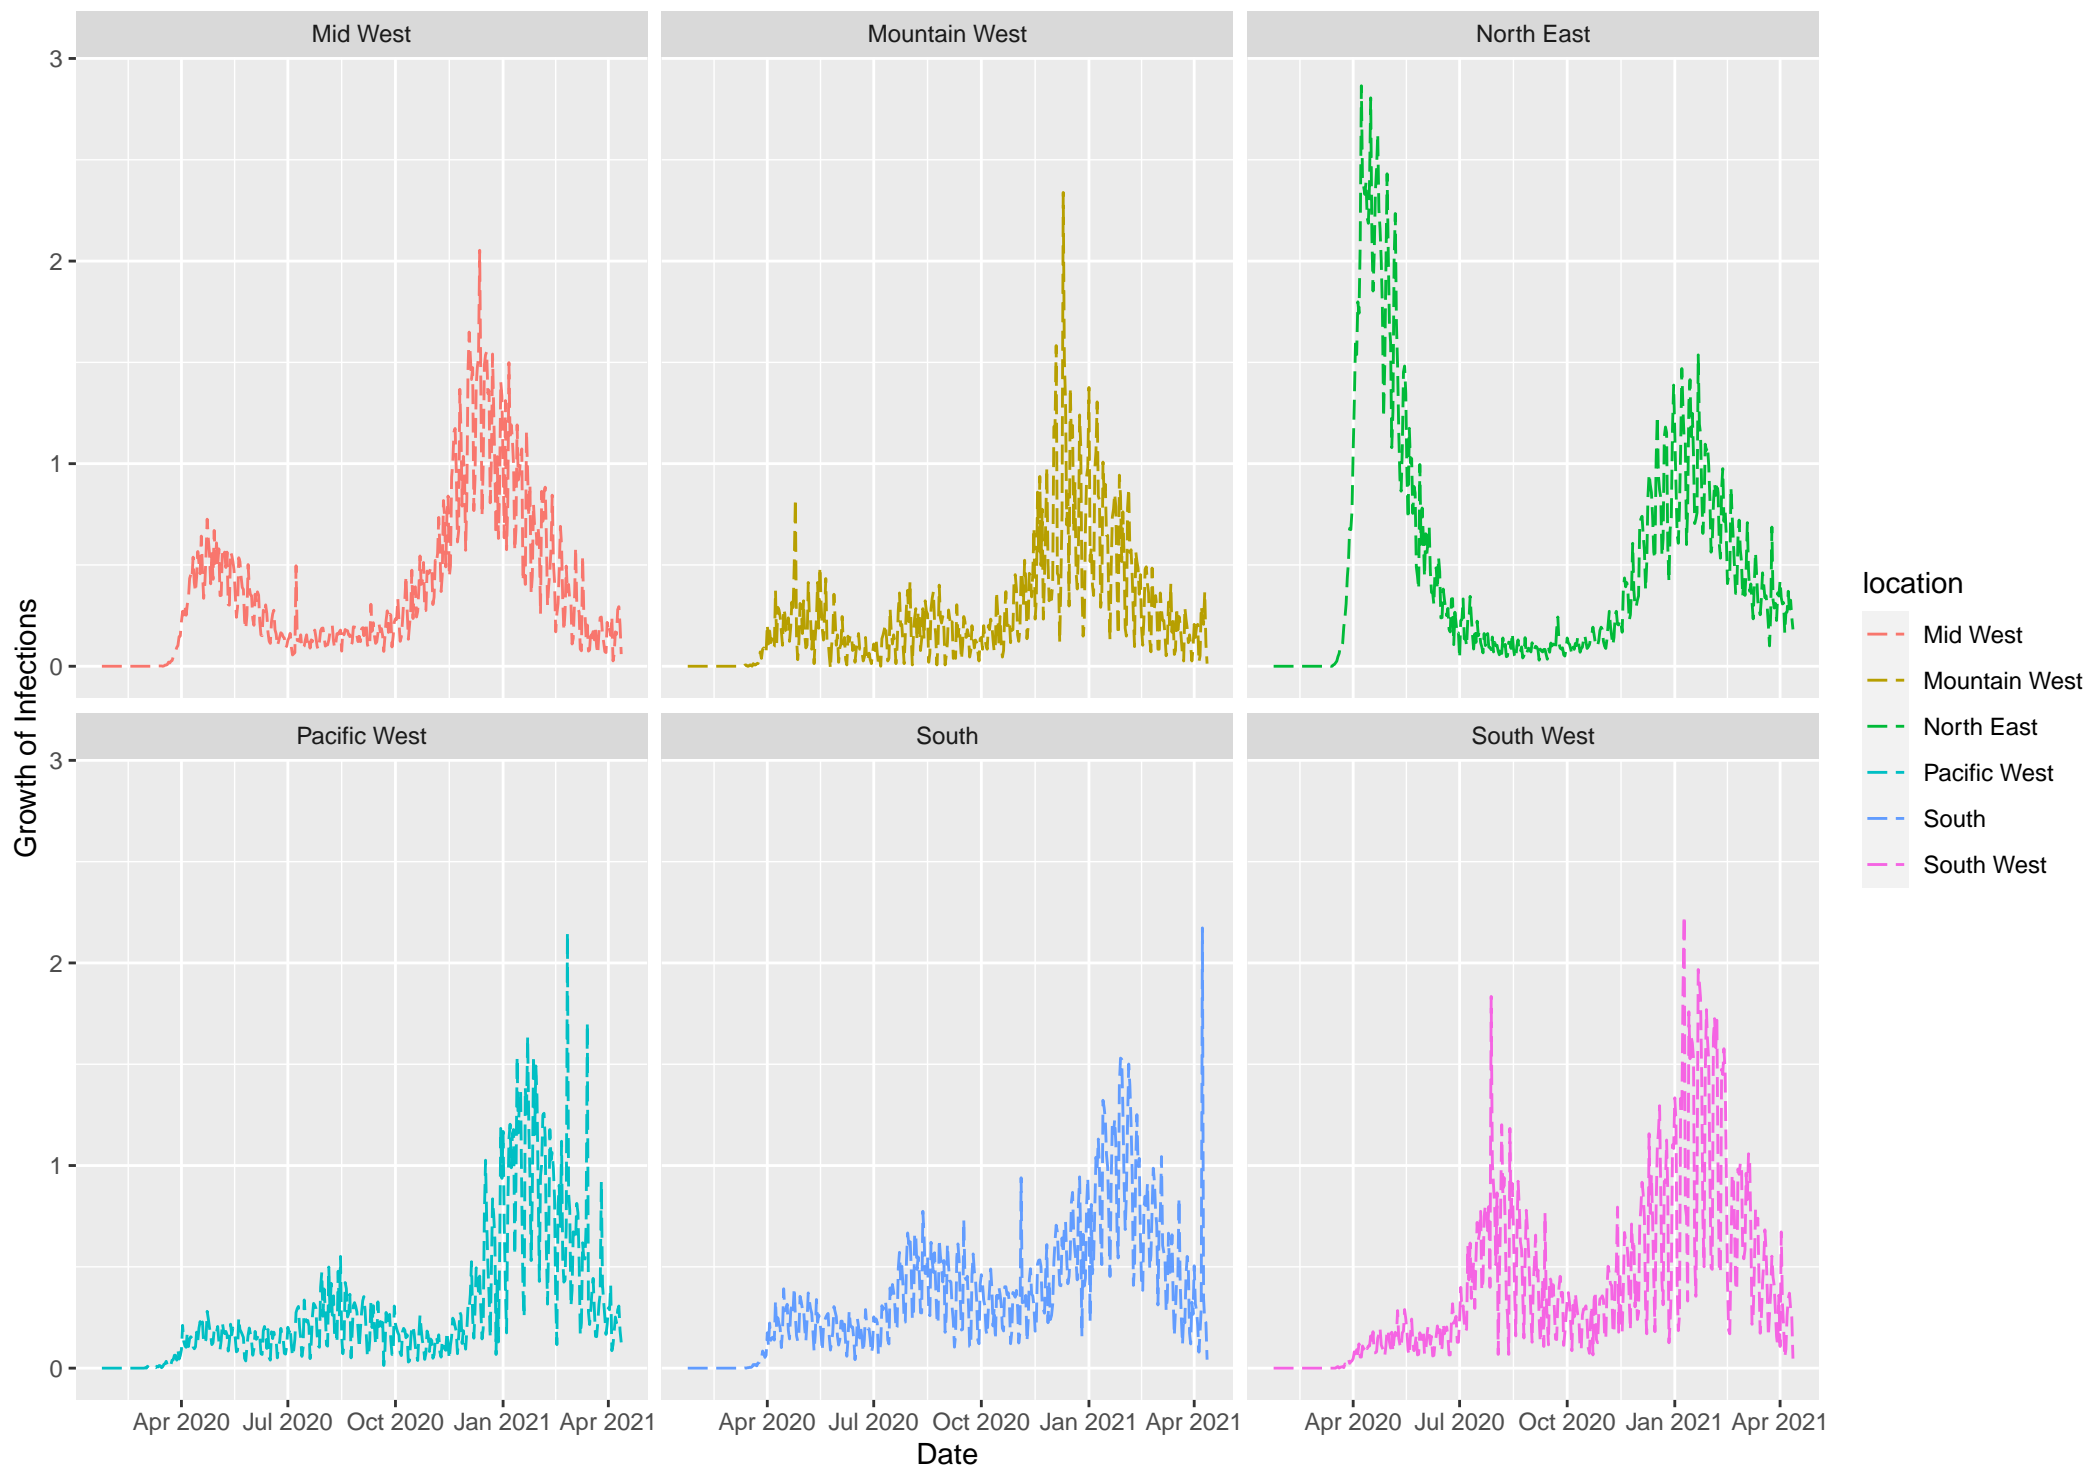 Mid West
Mountain West
North East
3
2
1
0
Pacific West
South
South West
3
2
1
0
Growth of Infections
Apr 2020 Jul 2020 Oct 2020 Jan 2021 Apr 2021
Apr 2020 Jul 2020 Oct 2020 Jan 2021 Apr 2021
Apr 2020 Jul 2020 Oct 2020 Jan 2021 Apr 2021
Date
location
Mid West
Mountain West
North East
Pacific West
South
South West